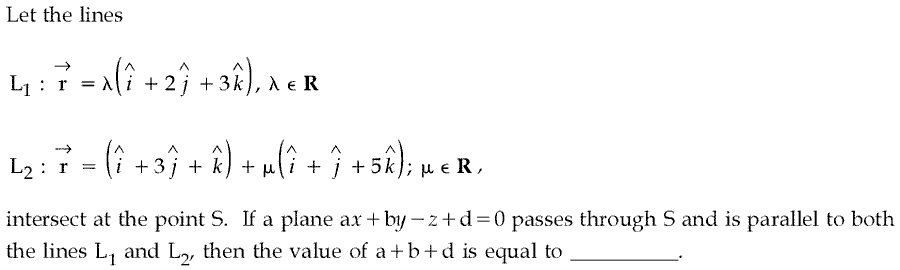 Let the lines
L₁ : →r = λ(î + 2ĵ + 3k̂), λ ϵ R
L₂ : →r = (î + 3ĵ + k̂) + μ(î + ĵ + 5k̂); μ ϵ R ,
intersect at the point S. If a plane ax + by − z + d = 0 passes through S and is parallel to both
the lines L₁ and L₂, then the value of a + b + d is equal to __________.